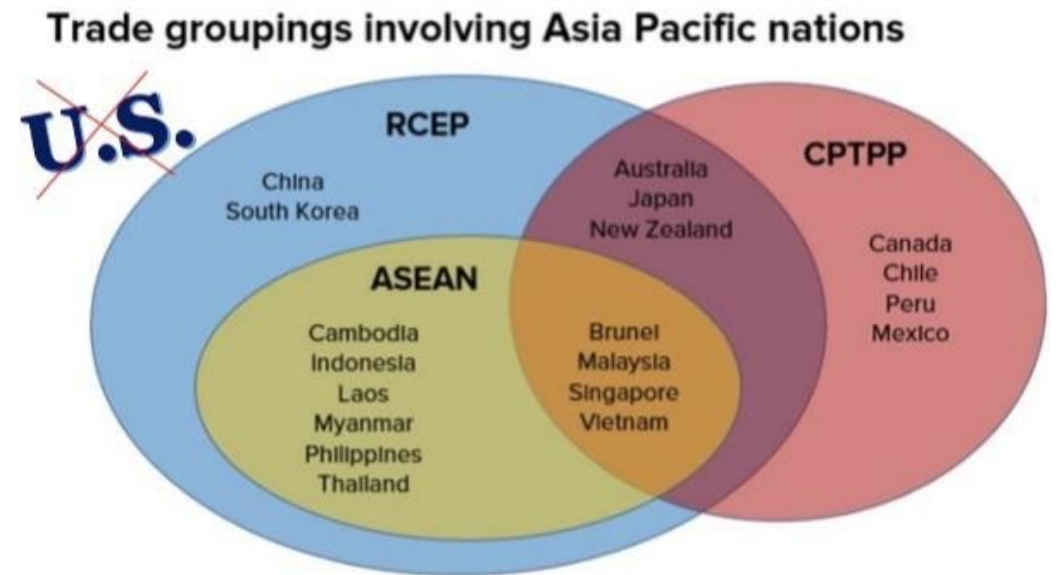 Trade groupings involving Asia Pacific nations
U.S.
RCEP
China
South Korea
ASEAN
Cambodia
Indonesia
Laos
Myanmar
Philippines
Thailand
Australia
Japan
New Zealand
Brunei
Malaysia
Singapore
Vietnam
CPTPP
Canada
Chile
Peru
Mexico